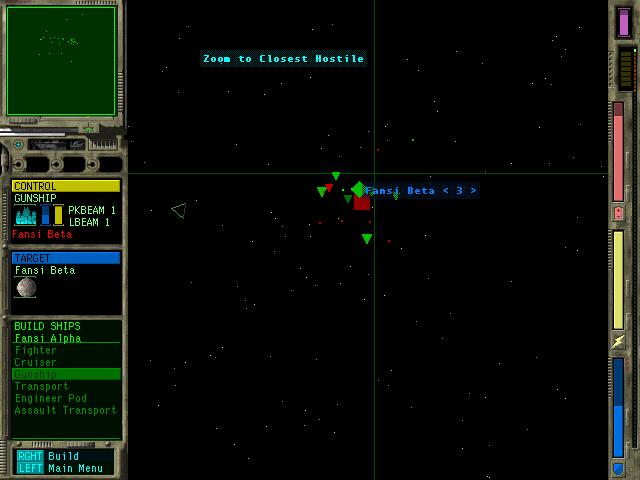 Zoom to Closest Hostile
Fansi Beta < 3 >
CONTROL
GUNSHIP
PKBEAM 1
LBEAM 1
Fansi Beta
TARGET
Fansi Beta
BUILD SHIPS
Fansi Alpha
Fighter
Cruiser
Gunship
Transport
Engineer Pod
Assault Transport
RGHT Build
LEFT Main Menu